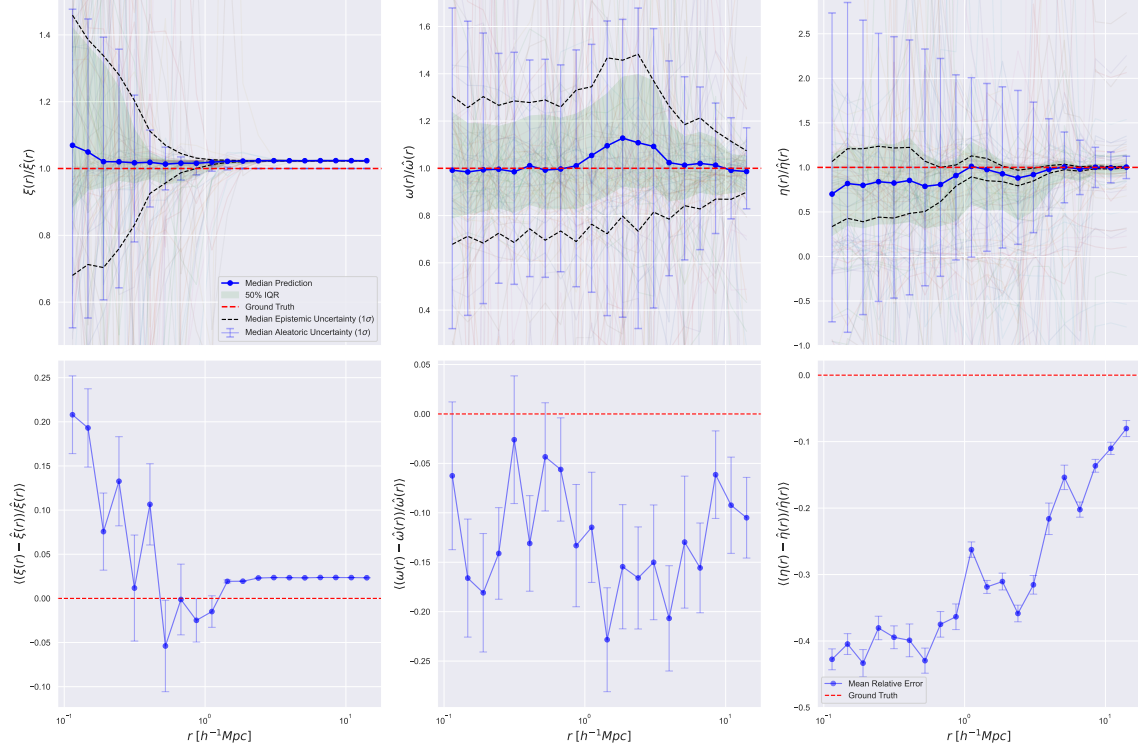 ξ(r)/ξ̂(r)
1.4
1.2
1.0
0.8
0.6
Median Prediction
50% IQR
Ground Truth
Median Epistemic Uncertainty (1σ)
Median Aleatoric Uncertainty (1σ)
ω(r)/ω̂(r)
1.6
1.4
1.2
1.0
0.8
0.6
0.4
η(r)/η̂(r)
2.5
2.0
1.5
1.0
0.5
0.0
−0.5
−1.0
⟨(ξ(r) − ξ̂(r))/ξ̂(r)⟩
0.25
0.20
0.15
0.10
0.05
0.00
−0.05
−0.10
10⁻¹ 10⁰ 10¹
r [h⁻¹Mpc]
⟨(ω(r) − ω̂(r))/ω̂(r)⟩
0.05
0.00
−0.05
−0.10
−0.15
−0.20
−0.25
10⁻¹ 10⁰ 10¹
r [h⁻¹Mpc]
⟨(η(r) − η̂(r))/η̂(r)⟩
0.0
−0.1
−0.2
−0.3
−0.4
−0.5
Mean Relative Error
Ground Truth
10⁻¹ 10⁰ 10¹
r [h⁻¹Mpc]